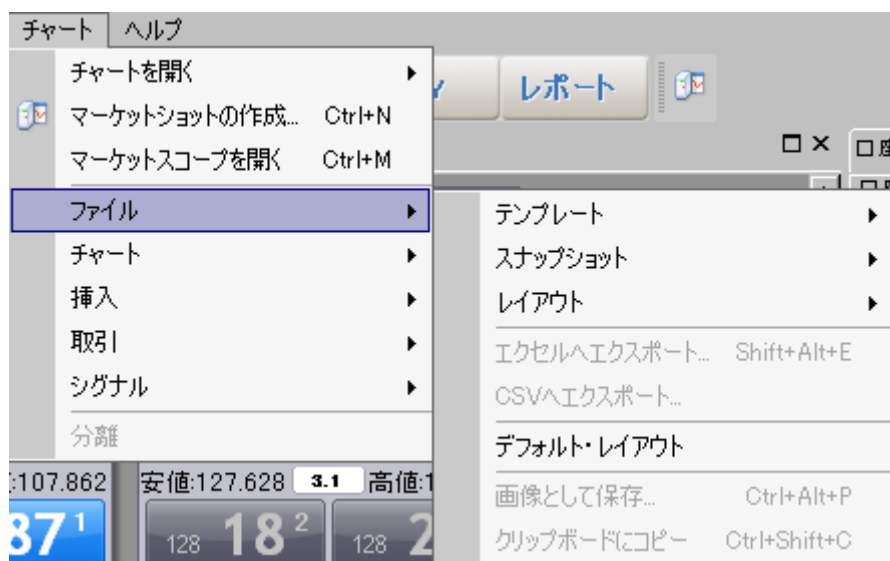 チャート ヘルプ
チャートを開く
マーケットショットの作成... Ctrl+N
マーケットスコープを開く Ctrl+M
ファイル
チャート
挿入
取引
シグナル
分離
レポート
テンプレート
スナップショット
レイアウト
エクセルへエクスポート... Shift+Alt+E
CSVへエクスポート...
デフォルト・レイアウト
画像として保存... Ctrl+Alt+P
クリップボードにコピー Ctrl+Shift+C
:107.862 安値:127.628 3.1 高値:1
87 1 128 18 2 128 2